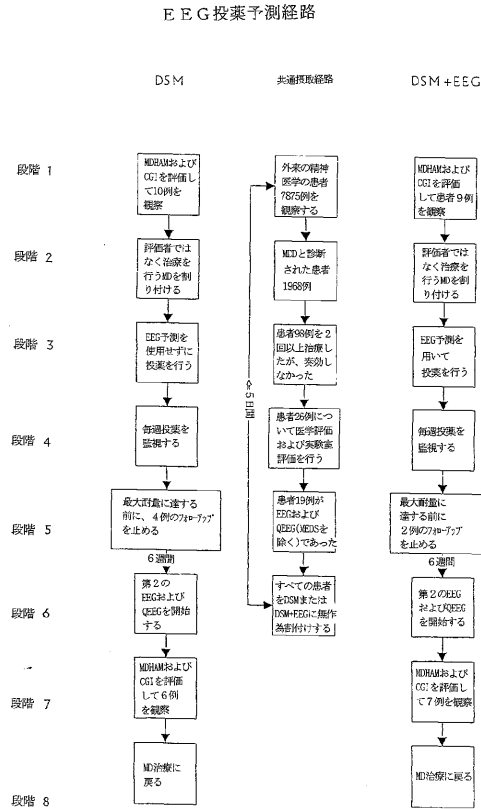 EEG投薬予測経路
DSM
共通摂取経路
DSM+EEG
段階 1
MDHAMおよび
CGIを評価し
て10例を
観察
外来の精神
医学の患者
7875例を
観察する
MDHAMおよび
CGIを評価
して患者9例
を観察
段階 2
評価者では
なく治療を
行うMDを割
り付ける
MDDと診断
された患者
1968例
評価者では
なく治療を
行うMDを割
り付ける
段階 3
EEG予測を
使用せずに
投薬を行う
患者98例を2
回以上治療し
たが、奏効し
なかった
EEG予測を
用いて
投薬を行う
≤5日間
段階 4
毎週投薬を
監視する
患者26例につ
いて医学評価
および実験室
評価を行う
毎週投薬を
監視する
段階 5
最大耐量に達する
前に、4例のフォローアップ
を止める
患者19例が
EEGおよび
QEEG(MEDSを
除く)であった
最大耐量に
達する前に
2例のフォローアップ
を止める
6週間
6週間
段階 6
第2の
EEGおよび
QEEGを開始
する
すべての患者
をDSMまたは
DSM+EEGに無作
為割付けする
第2のEEG
およびQEEG
を開始する
段階 7
MDHAMおよび
CGIを評価
して6例
を観察
MDHAMおよび
CGIを評価し
て7例を観察
段階 8
MD治療に
戻る
MD治療に戻る